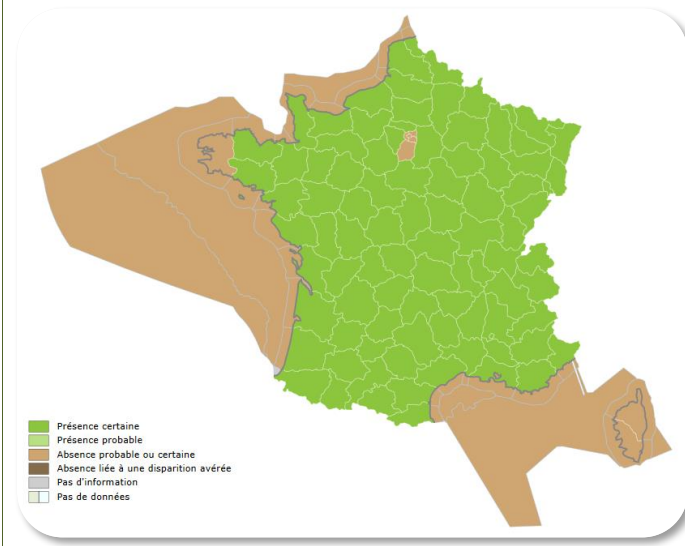 Présence certaine
Présence probable
Absence probable ou certaine
Absence liée à une disparition avérée
Pas d'information
Pas de données